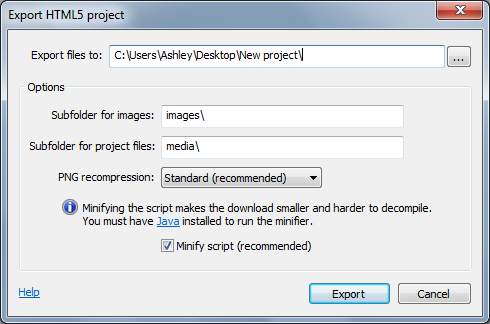 Export HTML5 project
Export files to: C:\Users\Ashley\Desktop\New project\ ...
Options
Subfolder for images: images\
Subfolder for project files: media\
PNG recompression: Standard (recommended)
Minifying the script makes the download smaller and harder to decompile.
You must have Java installed to run the minifier.
Minify script (recommended)
Help Export Cancel